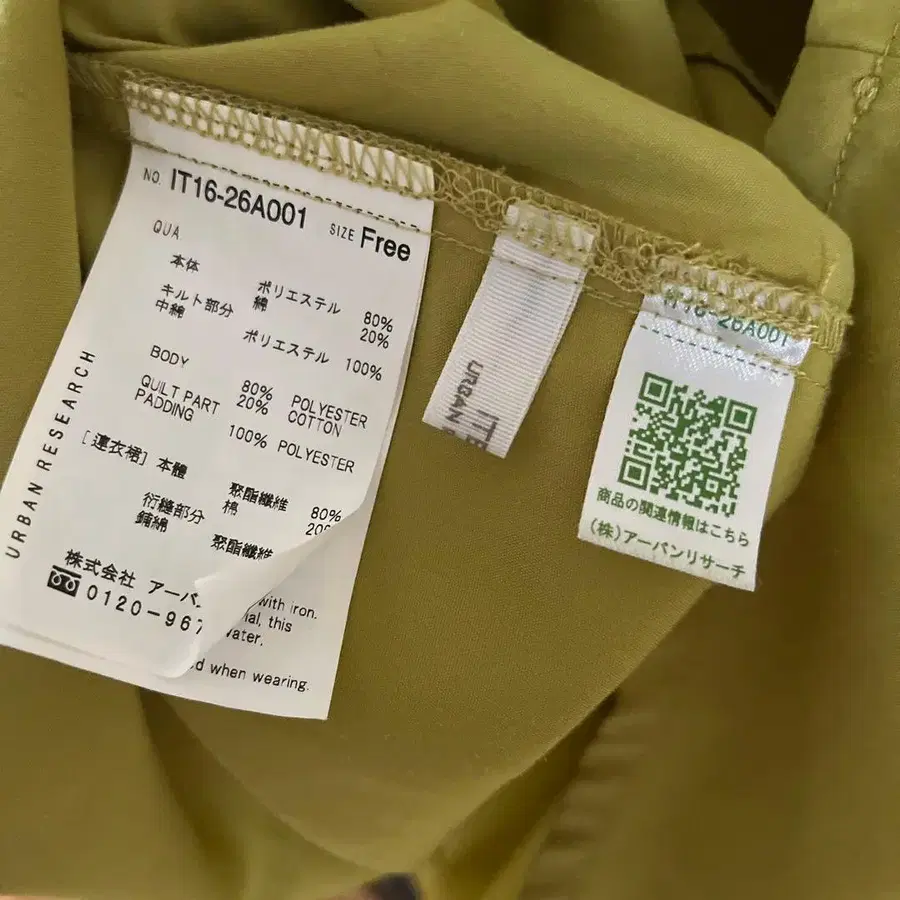 NO. IT16-26A001 SIZE Free
QUA
本体 ポリエステル 80%
綿 20%
キルト部分
中綿 ポリエステル 100%
BODY 80% POLYESTER
20% COTTON
QUILT PART
PADDING 100% POLYESTER
[連衣裙] 本體 聚酯纖維 80%
棉
衍縫部分
鋪綿 聚酯纖維
株式会社 アーバ
0120-967
URBAN RESEARCH
with iron.
this
water.
when wearing.
URBAN
IT16-26A001
商品の関連情報はこちら
(株)アーバンリサーチ